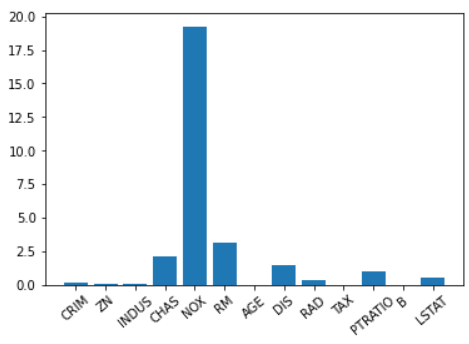 20.0
17.5
15.0
12.5
10.0
7.5
5.0
2.5
0.0
CRIM
ZN
INDUS
CHAS
NOX
RM
AGE
DIS
RAD
TAX
PTRATIO
B
LSTAT